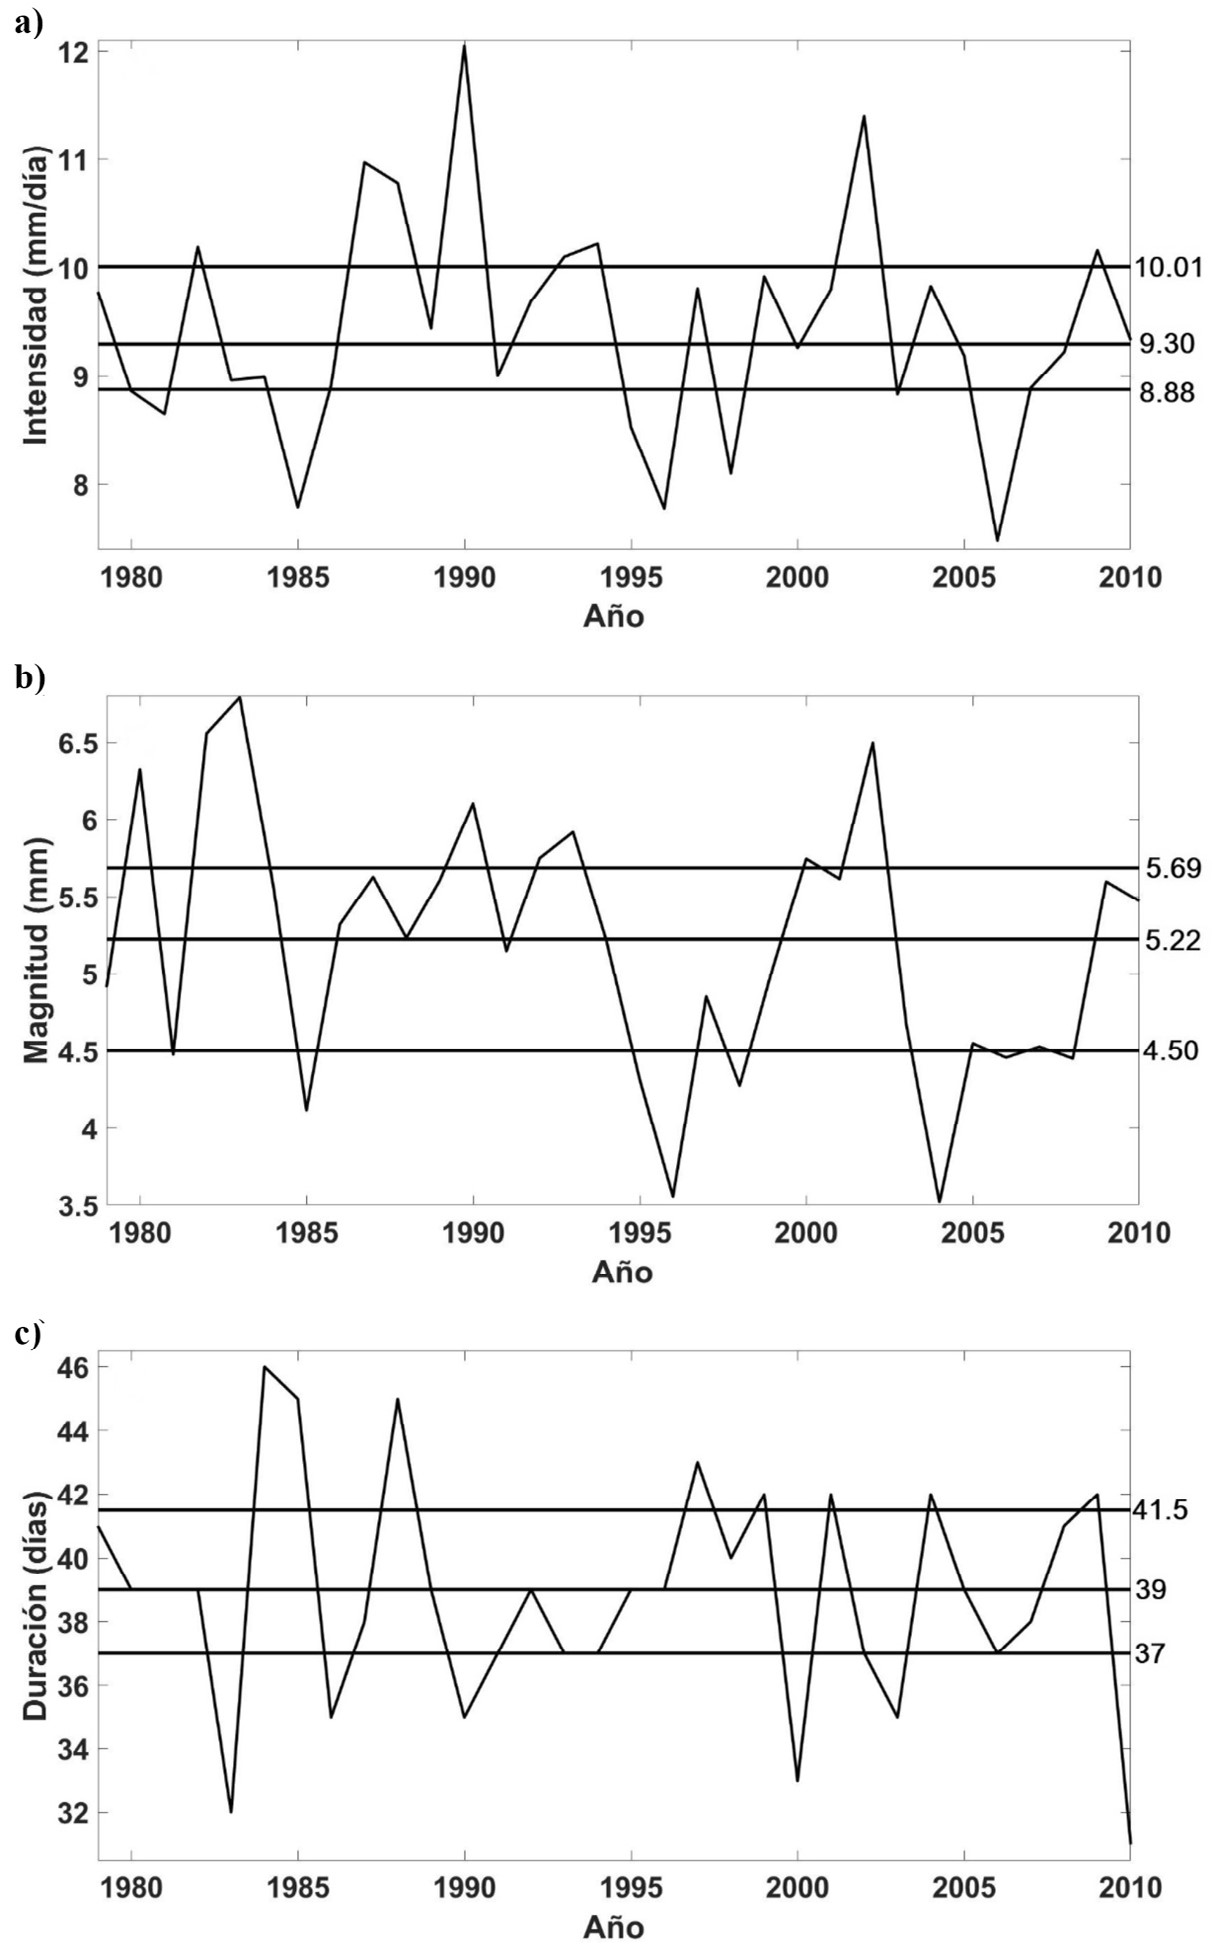 a)
12
11
10
9
8
Intensidad (mm/día)
10.01
9.30
8.88
1980 1985 1990 1995 2000 2005 2010
Año
b)
6.5
6
5.5
5
4.5
4
3.5
Magnitud (mm)
5.69
5.22
4.50
1980 1985 1990 1995 2000 2005 2010
Año
c)
46
44
42
40
38
36
34
32
Duración (días)
41.5
39
37
1980 1985 1990 1995 2000 2005 2010
Año